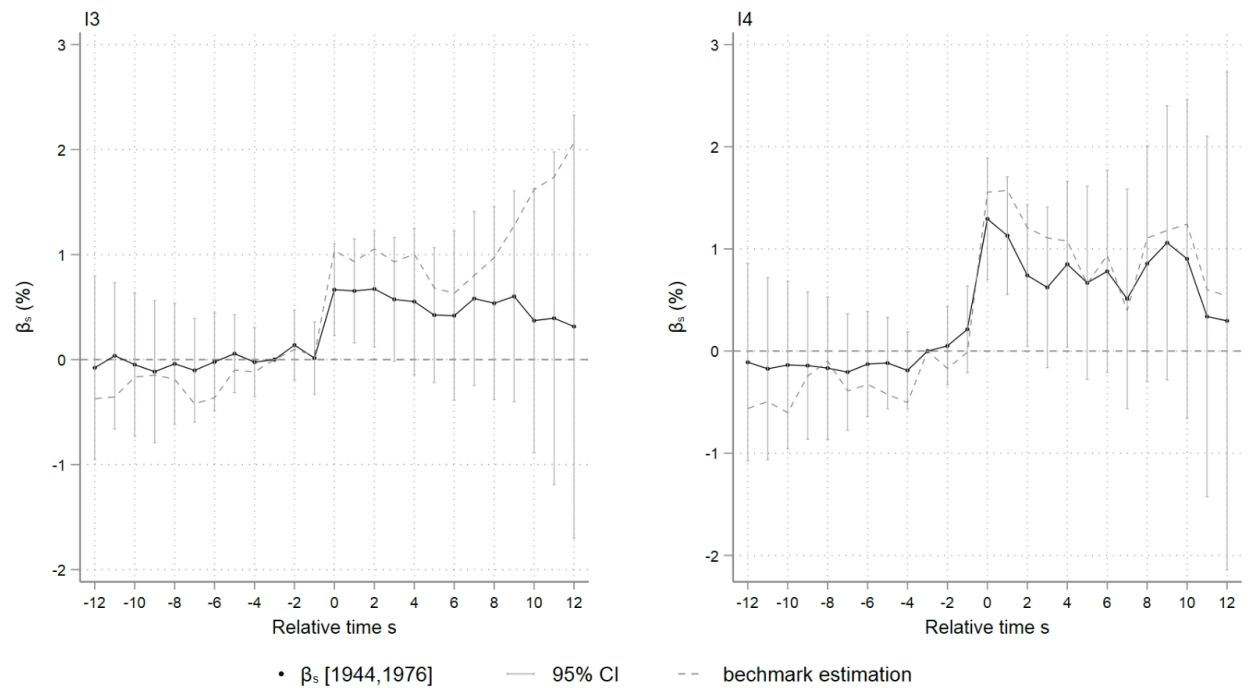 I3
3
2
1
0
-1
-2
βₛ (%)
-12 -10 -8 -6 -4 -2 0 2 4 6 8 10 12
Relative time s
I4
3
2
1
0
-1
-2
βₛ (%)
-12 -10 -8 -6 -4 -2 0 2 4 6 8 10 12
Relative time s
βₛ [1944,1976] 95% CI bechmark estimation